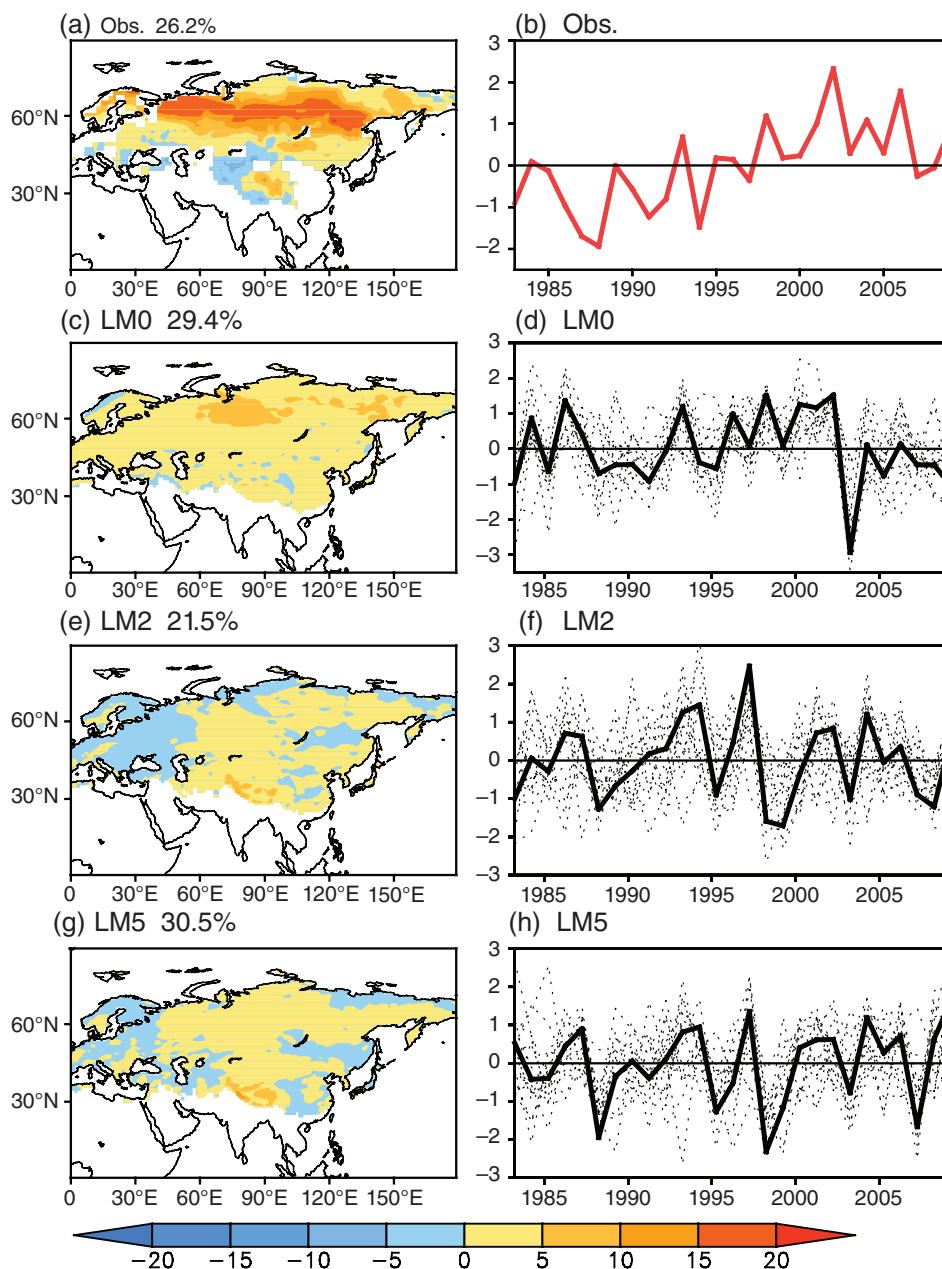 (a) Obs. 26.2%
(b) Obs.
60°N
30°N
0 30°E 60°E 90°E 120°E 150°E
3
2
1
0
−1
−2
1985 1990 1995 2000 2005
(c) LM0 29.4%
(d) LM0
60°N
30°N
0 30°E 60°E 90°E 120°E 150°E
3
2
1
0
−1
−2
−3
1985 1990 1995 2000 2005
(e) LM2 21.5%
(f) LM2
60°N
30°N
0 30°E 60°E 90°E 120°E 150°E
3
2
1
0
−1
−2
3
1985 1990 1995 2000 2005
(g) LM5 30.5%
(h) LM5
60°N
30°N
0 30°E 60°E 90°E 120°E 150°E
3
2
1
0
−1
−2
3
1985 1990 1995 2000 2005
−20 −15 −10 −5 0 5 10 15 20